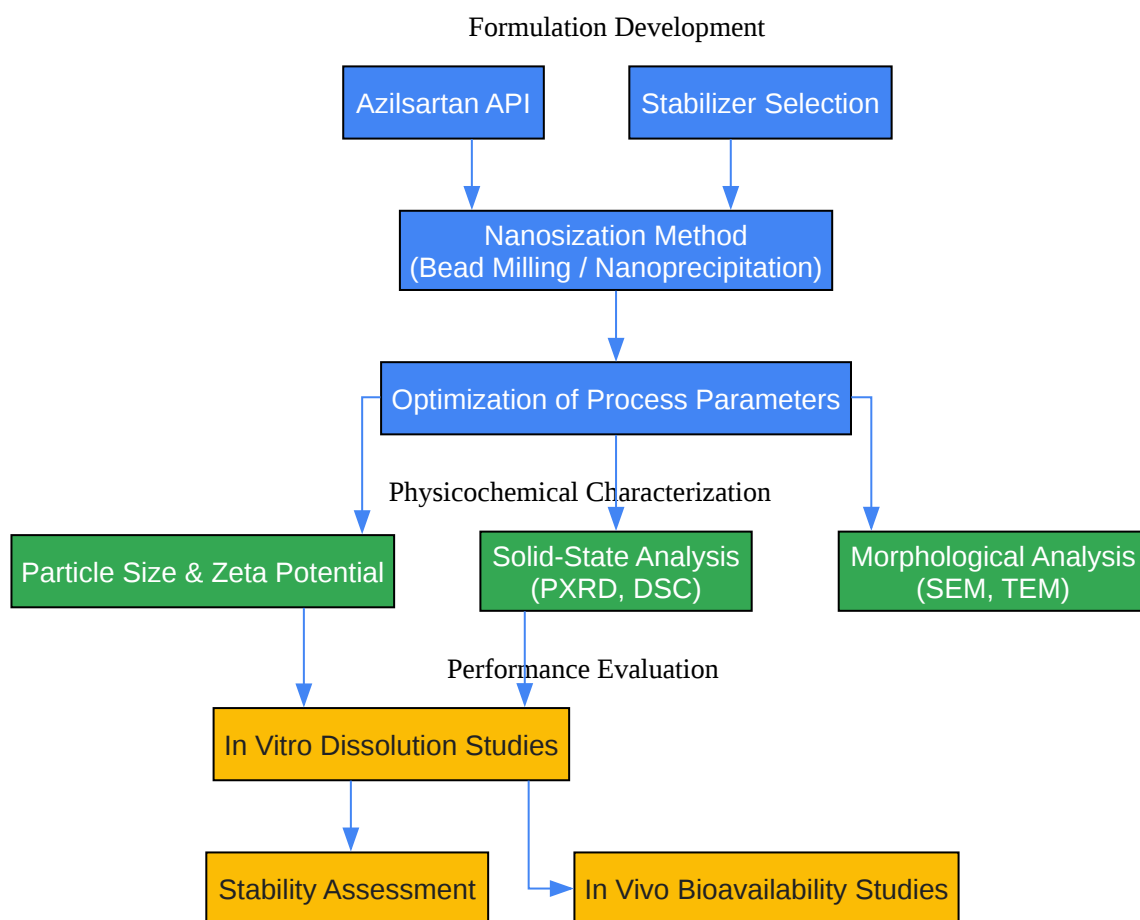 Formulation Development
Azilsartan API
Stabilizer Selection
Nanosization Method
(Bead Milling / Nanoprecipitation)
Optimization of Process Parameters
Physicochemical Characterization
Particle Size & Zeta Potential
Solid-State Analysis
(PXRD, DSC)
Morphological Analysis
(SEM, TEM)
Performance Evaluation
In Vitro Dissolution Studies
Stability Assessment
In Vivo Bioavailability Studies